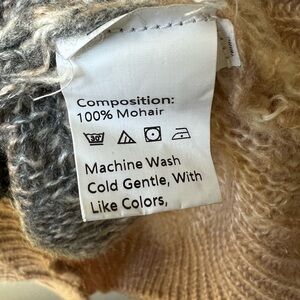 Composition:
100% Mohair
Machine Wash
Cold Gentle, With
Like Colors,